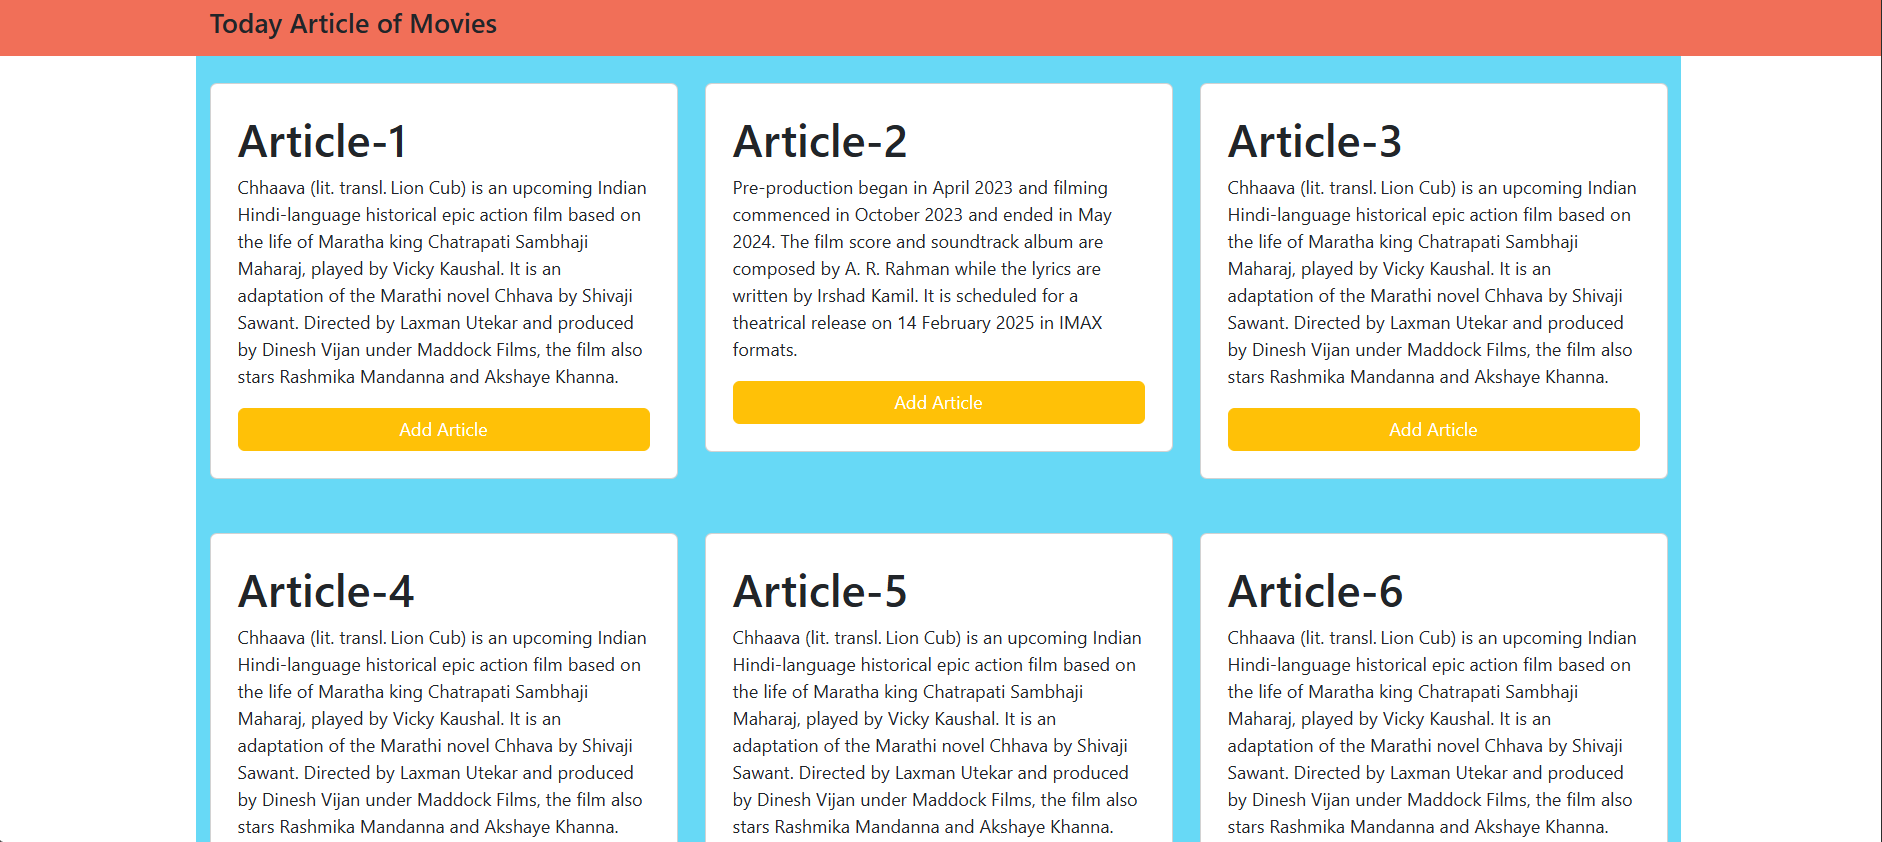 Today Article of Movies
Article-1
Chhaava (lit. transl. Lion Cub) is an upcoming Indian
Hindi-language historical epic action film based on
the life of Maratha king Chatrapati Sambhaji
Maharaj, played by Vicky Kaushal. It is an
adaptation of the Marathi novel Chhava by Shivaji
Sawant. Directed by Laxman Utekar and produced
by Dinesh Vijan under Maddock Films, the film also
stars Rashmika Mandanna and Akshaye Khanna.
Add Article
Article-2
Pre-production began in April 2023 and filming
commenced in October 2023 and ended in May
2024. The film score and soundtrack album are
composed by A. R. Rahman while the lyrics are
written by Irshad Kamil. It is scheduled for a
theatrical release on 14 February 2025 in IMAX
formats.
Add Article
Article-3
Chhaava (lit. transl. Lion Cub) is an upcoming Indian
Hindi-language historical epic action film based on
the life of Maratha king Chatrapati Sambhaji
Maharaj, played by Vicky Kaushal. It is an
adaptation of the Marathi novel Chhava by Shivaji
Sawant. Directed by Laxman Utekar and produced
by Dinesh Vijan under Maddock Films, the film also
stars Rashmika Mandanna and Akshaye Khanna.
Add Article
Article-4
Chhaava (lit. transl. Lion Cub) is an upcoming Indian
Hindi-language historical epic action film based on
the life of Maratha king Chatrapati Sambhaji
Maharaj, played by Vicky Kaushal. It is an
adaptation of the Marathi novel Chhava by Shivaji
Sawant. Directed by Laxman Utekar and produced
by Dinesh Vijan under Maddock Films, the film also
stars Rashmika Mandanna and Akshaye Khanna.
Article-5
Chhaava (lit. transl. Lion Cub) is an upcoming Indian
Hindi-language historical epic action film based on
the life of Maratha king Chatrapati Sambhaji
Maharaj, played by Vicky Kaushal. It is an
adaptation of the Marathi novel Chhava by Shivaji
Sawant. Directed by Laxman Utekar and produced
by Dinesh Vijan under Maddock Films, the film also
stars Rashmika Mandanna and Akshaye Khanna.
Article-6
Chhaava (lit. transl. Lion Cub) is an upcoming Indian
Hindi-language historical epic action film based on
the life of Maratha king Chatrapati Sambhaji
Maharaj, played by Vicky Kaushal. It is an
adaptation of the Marathi novel Chhava by Shivaji
Sawant. Directed by Laxman Utekar and produced
by Dinesh Vijan under Maddock Films, the film also
stars Rashmika Mandanna and Akshaye Khanna.